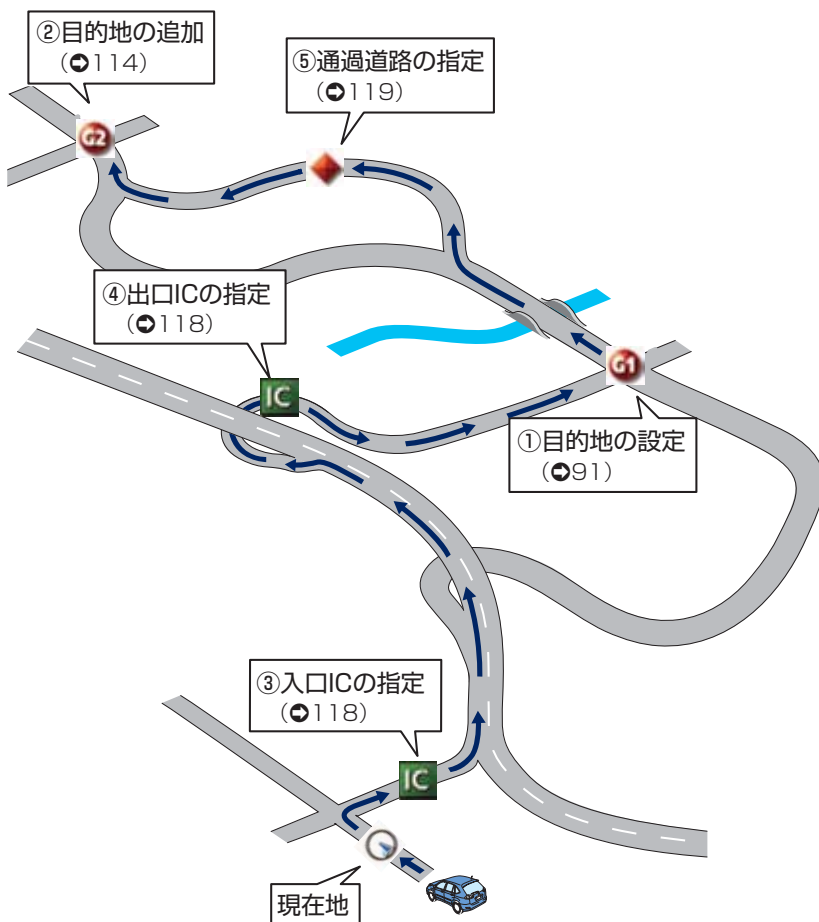 ②目的地の追加
（➲114）
⑤通過道路の指定
（➲119）
G2
④出口ICの指定
（➲118）
IC
G1
①目的地の設定
（➲91）
③入口ICの指定
（➲118）
IC
現在地